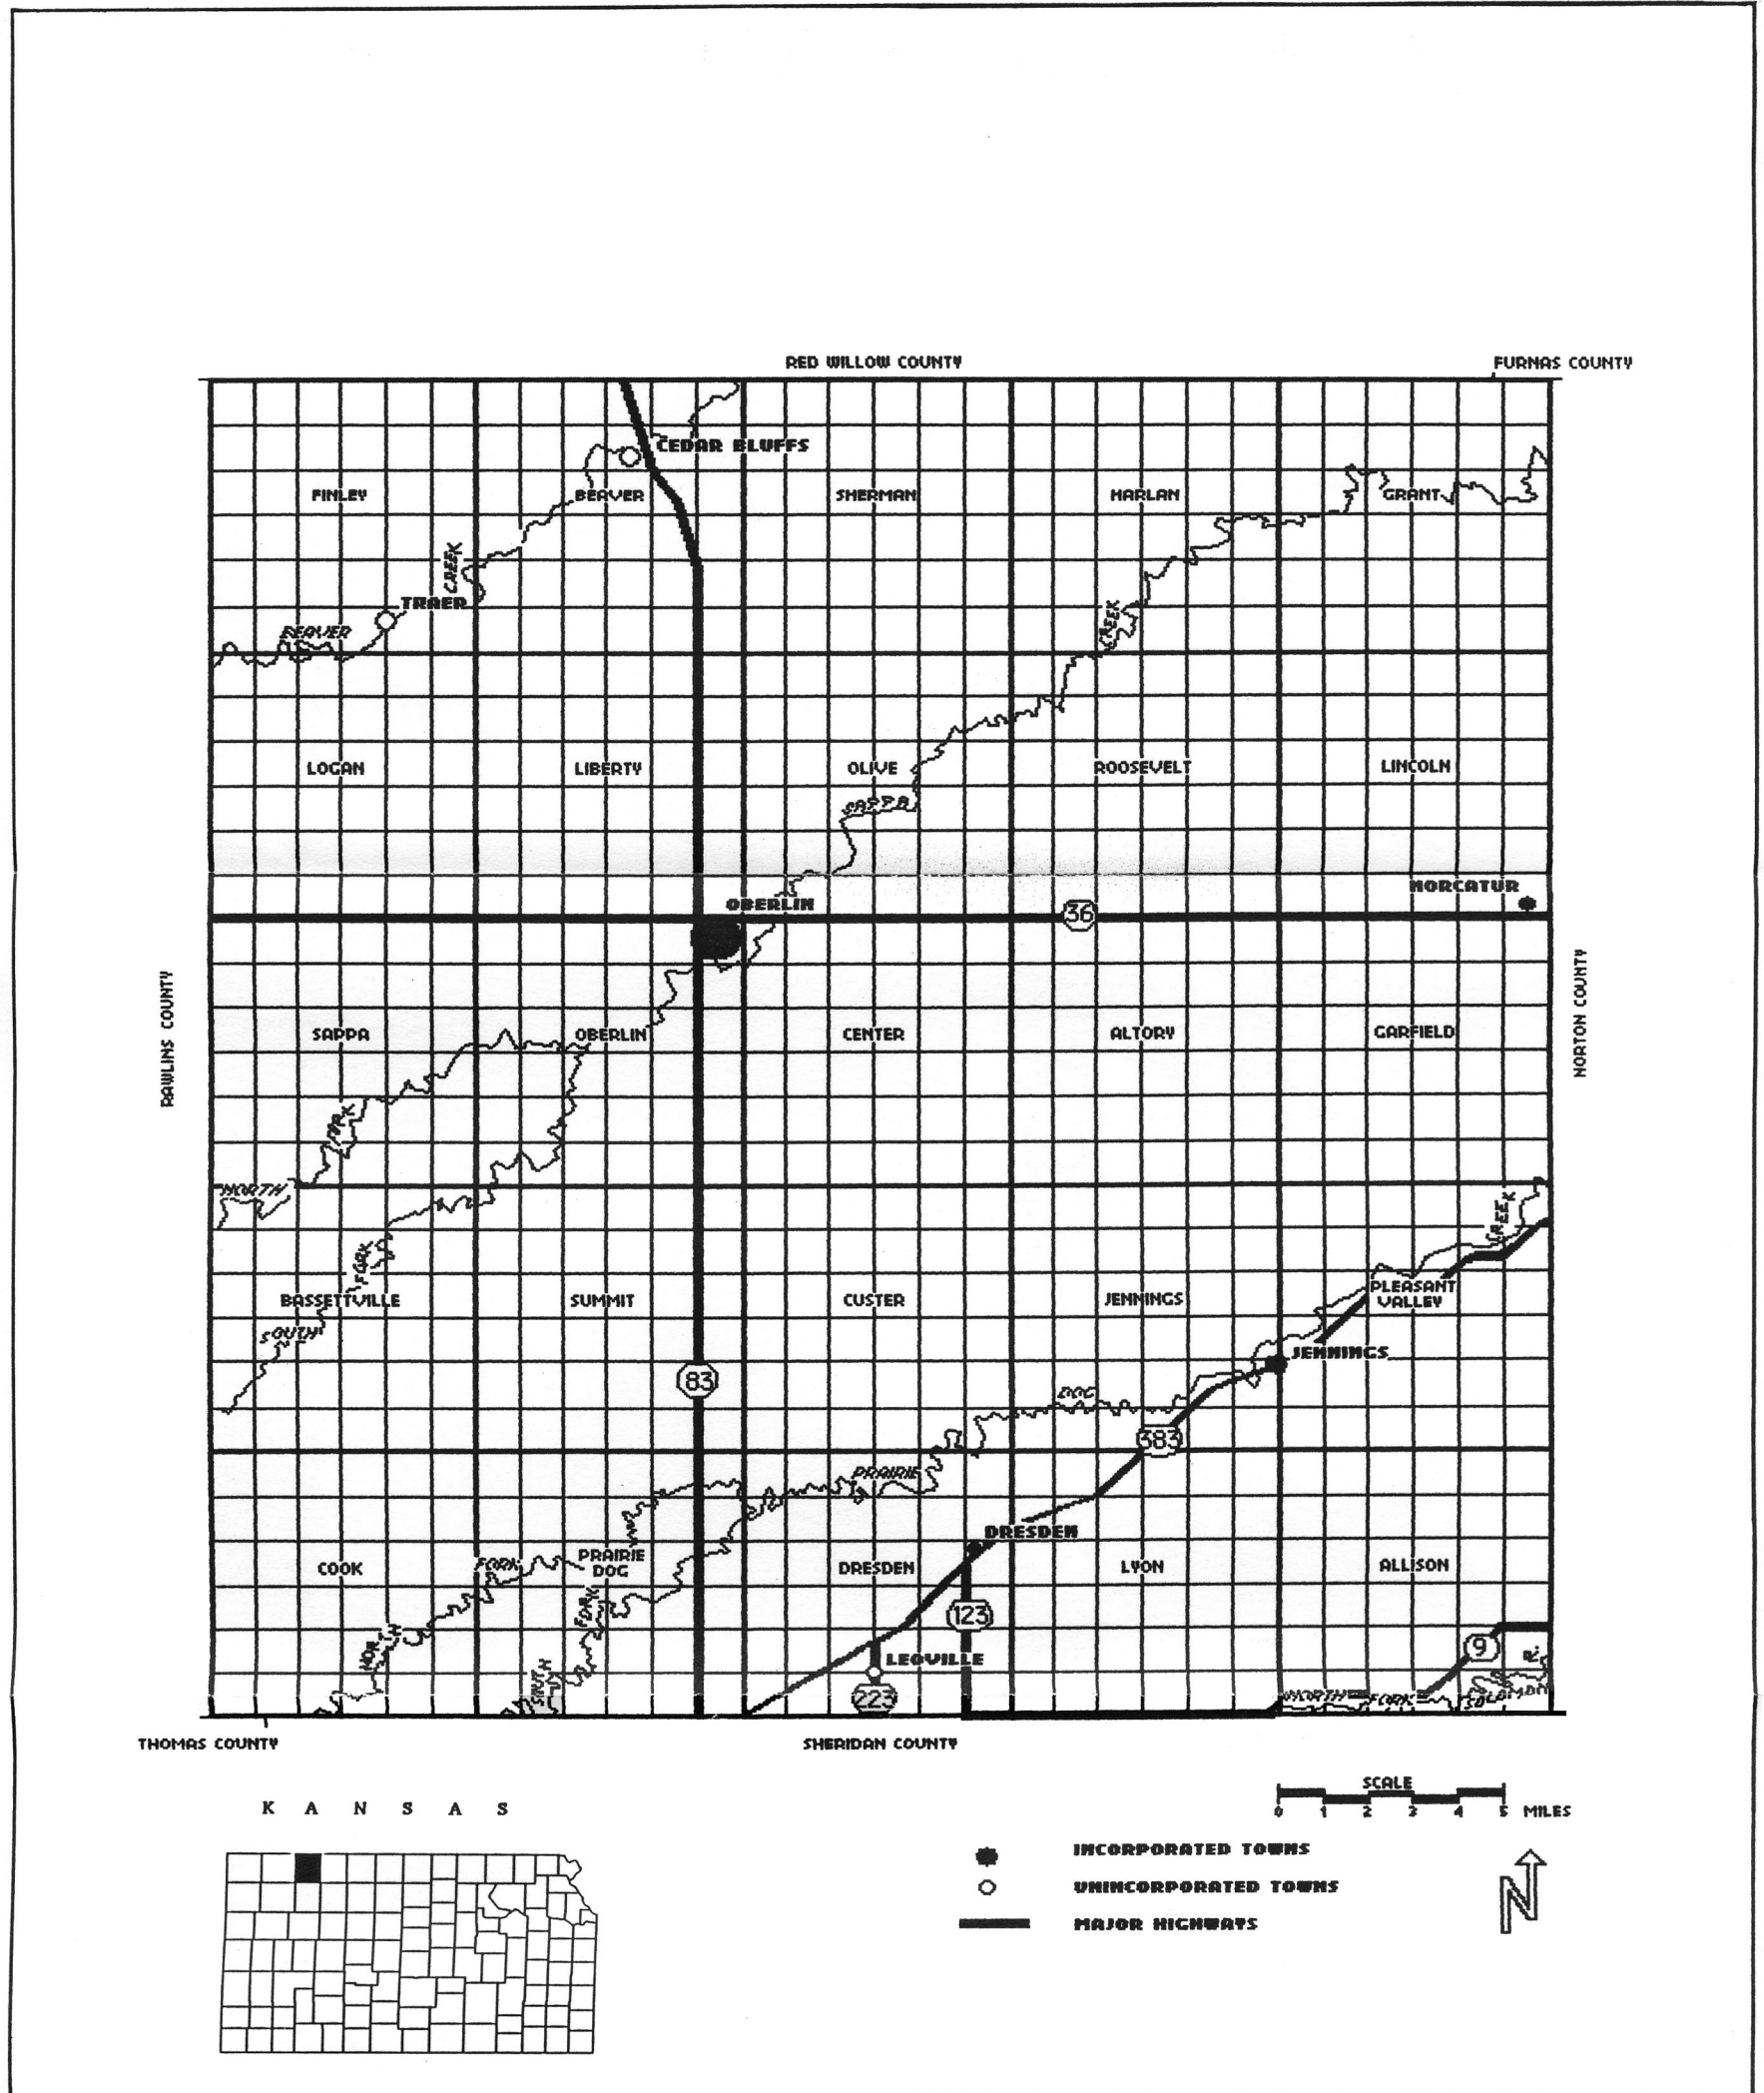 RED WILLOW COUNTY
FURNAS COUNTY
CEDAR BLUFFS
FINLEY
BEAVER
SHERMAN
HARLAN
GRANT
CREEK
TRAER
BEAVER
CREEK
LOGAN
LIBERTY
OLIVE
ROOSEVELT
LINCOLN
SAPPA
NORCATUR
OBERLIN
36
RAWLINS COUNTY
NORTON COUNTY
SAPPA
OBERLIN
CENTER
ALTORY
GARFIELD
FORK
NORTH
CREEK
FORK
BASSETTVILLE
SUMMIT
CUSTER
JENNINGS
PLEASANT
VALLEY
SOUTH
JENNINGS
83
DOG
383
PRAIRIE
DRESDEN
COOK
FORK
PRAIRIE
DOG
DRESDEN
LYON
ALLISON
FORK
123
NORTH
9
LEOVILLE
SOUTH
223
NORTH
FORK
SOLOMON
THOMAS COUNTY
SHERIDAN COUNTY
SCALE
0 1 2 3 4 5 MILES
K A N S A S
INCORPORATED TOWNS
UNINCORPORATED TOWNS
MAJOR HIGHWAYS
N